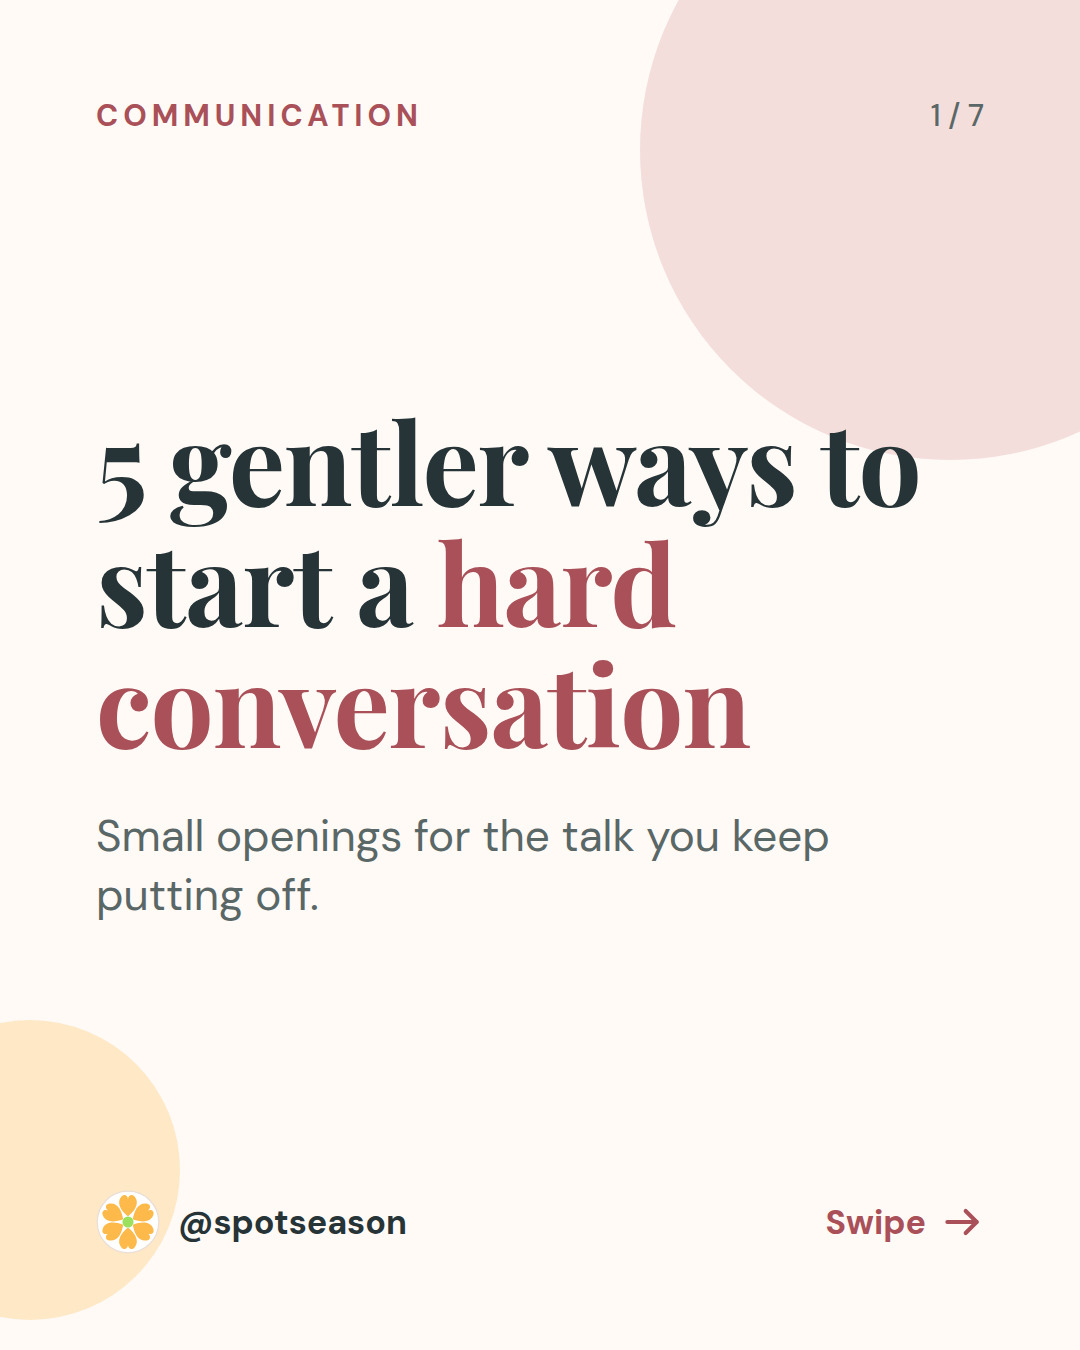 COMMUNICATION
1 / 7
5 gentler ways to
start a hard
conversation
Small openings for the talk you keep
putting off.
@spotseason
Swipe →